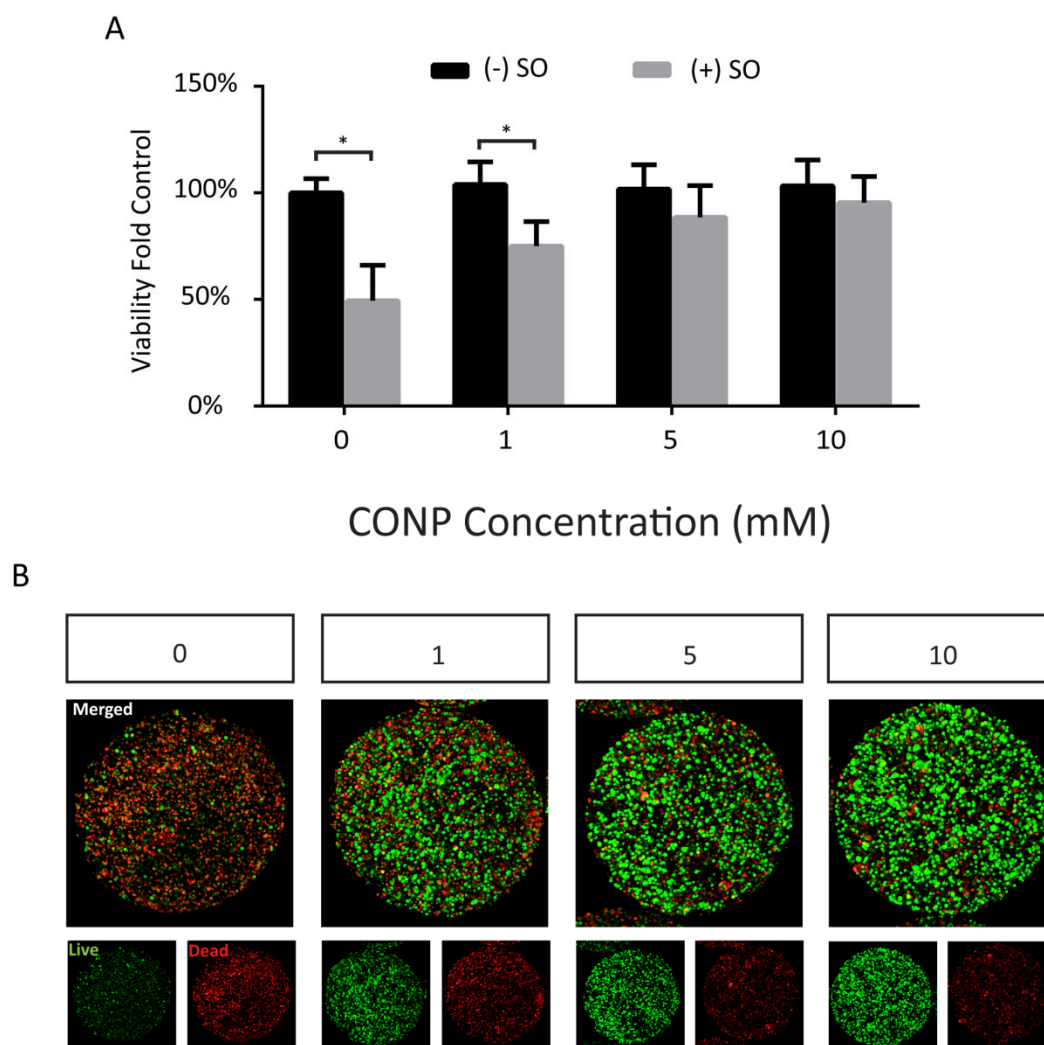 A
(-) SO (+) SO
150%
100%
50%
0%
Viability Fold Control
* *
0 1 5 10
CONP Concentration (mM)
B
0 1 5 10
Merged
Live Dead